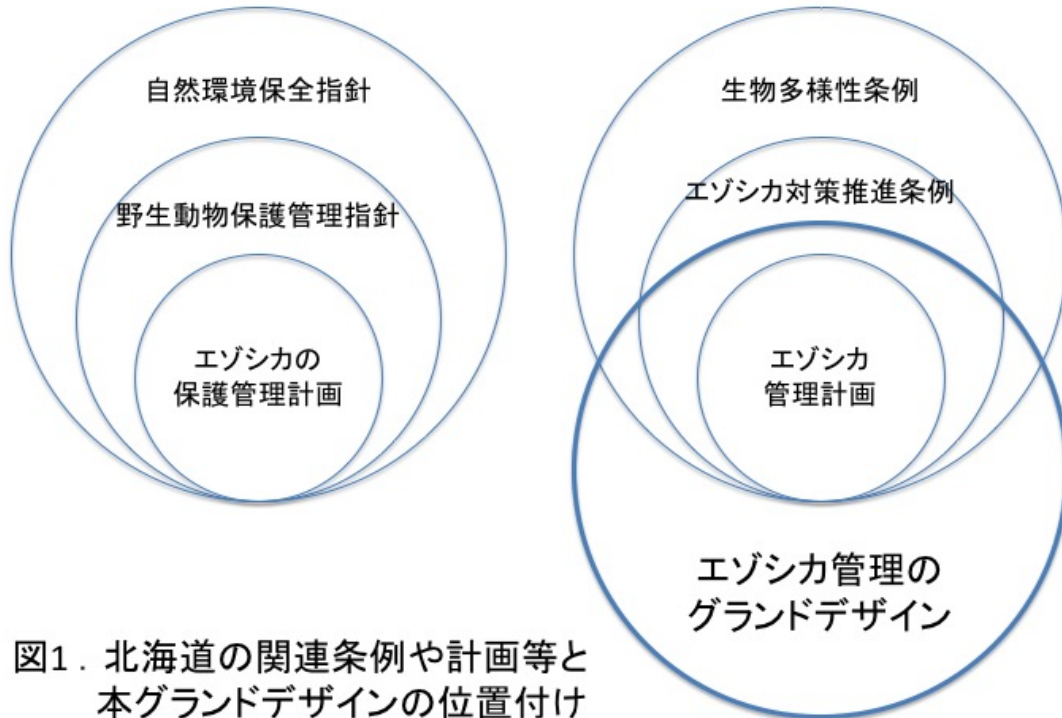 自然環境保全指針
野生動物保護管理指針
エゾシカの
保護管理計画
生物多様性条例
エゾシカ対策推進条例
エゾシカ
管理計画
エゾシカ管理の
グランドデザイン
図1. 北海道の関連条例や計画等と
本グランドデザインの位置付け